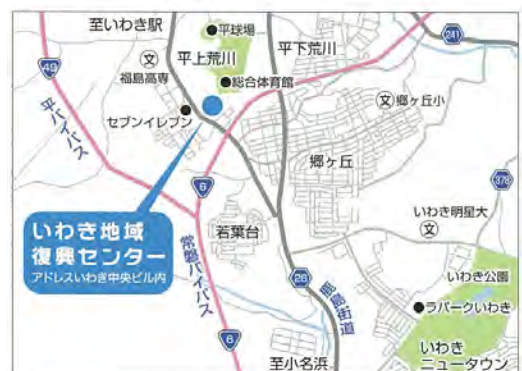 至いわき駅
平球場
241
文
平上荒川
平下荒川
49
福島高専
総合体育館
文 郷ヶ丘小
平バイパス
セブンイレブン
郷ヶ丘
6
378
いわき明星大
文
いわき地域
復興センター
アドレスいわき中央ビル内
若葉台
常磐バイパス
26
鹿島街道
いわき公園
ラパークいわき
6
いわき
ニュータウン
至小名浜